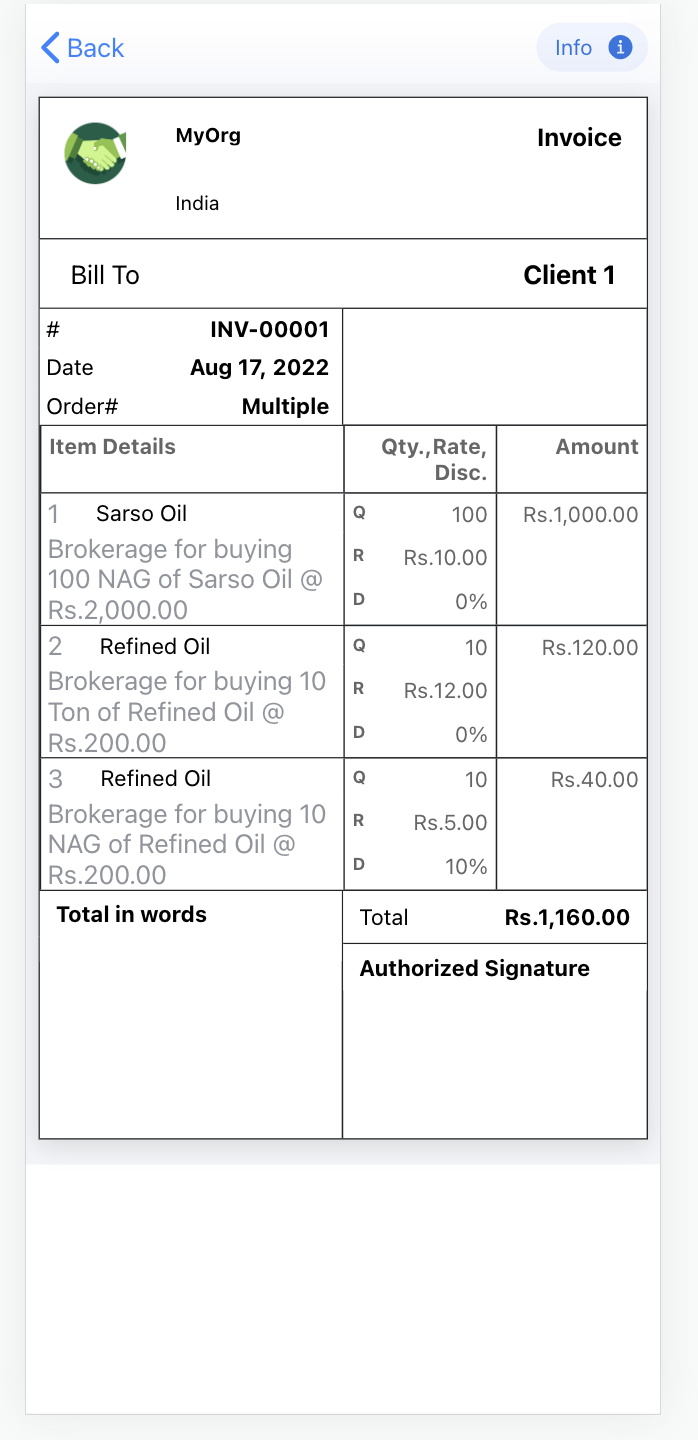 Back
Info
MyOrg
Invoice
India
Bill To
Client 1
# INV-00001
Date Aug 17, 2022
Order# Multiple
Item Details
Qty.,Rate,
Disc.
Amount
1 Sarso Oil
Brokerage for buying
100 NAG of Sarso Oil @
Rs.2,000.00
Q 100
R Rs.10.00
D 0%
Rs.1,000.00
2 Refined Oil
Brokerage for buying 10
Ton of Refined Oil @
Rs.200.00
Q 10
R Rs.12.00
D 0%
Rs.120.00
3 Refined Oil
Brokerage for buying 10
NAG of Refined Oil @
Rs.200.00
Q 10
R Rs.5.00
D 10%
Rs.40.00
Total in words
Total Rs.1,160.00
Authorized Signature